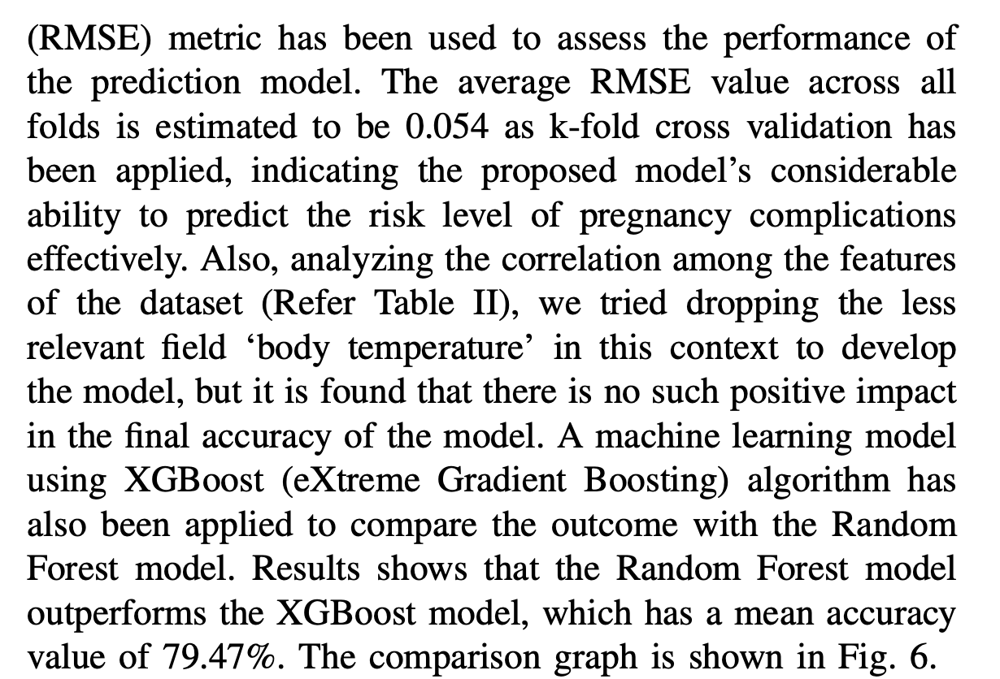 (RMSE) metric has been used to assess the performance of
the prediction model. The average RMSE value across all
folds is estimated to be 0.054 as k-fold cross validation has
been applied, indicating the proposed model’s considerable
ability to predict the risk level of pregnancy complications
effectively. Also, analyzing the correlation among the features
of the dataset (Refer Table II), we tried dropping the less
relevant field ‘body temperature’ in this context to develop
the model, but it is found that there is no such positive impact
in the final accuracy of the model. A machine learning model
using XGBoost (eXtreme Gradient Boosting) algorithm has
also been applied to compare the outcome with the Random
Forest model. Results shows that the Random Forest model
outperforms the XGBoost model, which has a mean accuracy
value of 79.47%. The comparison graph is shown in Fig. 6.